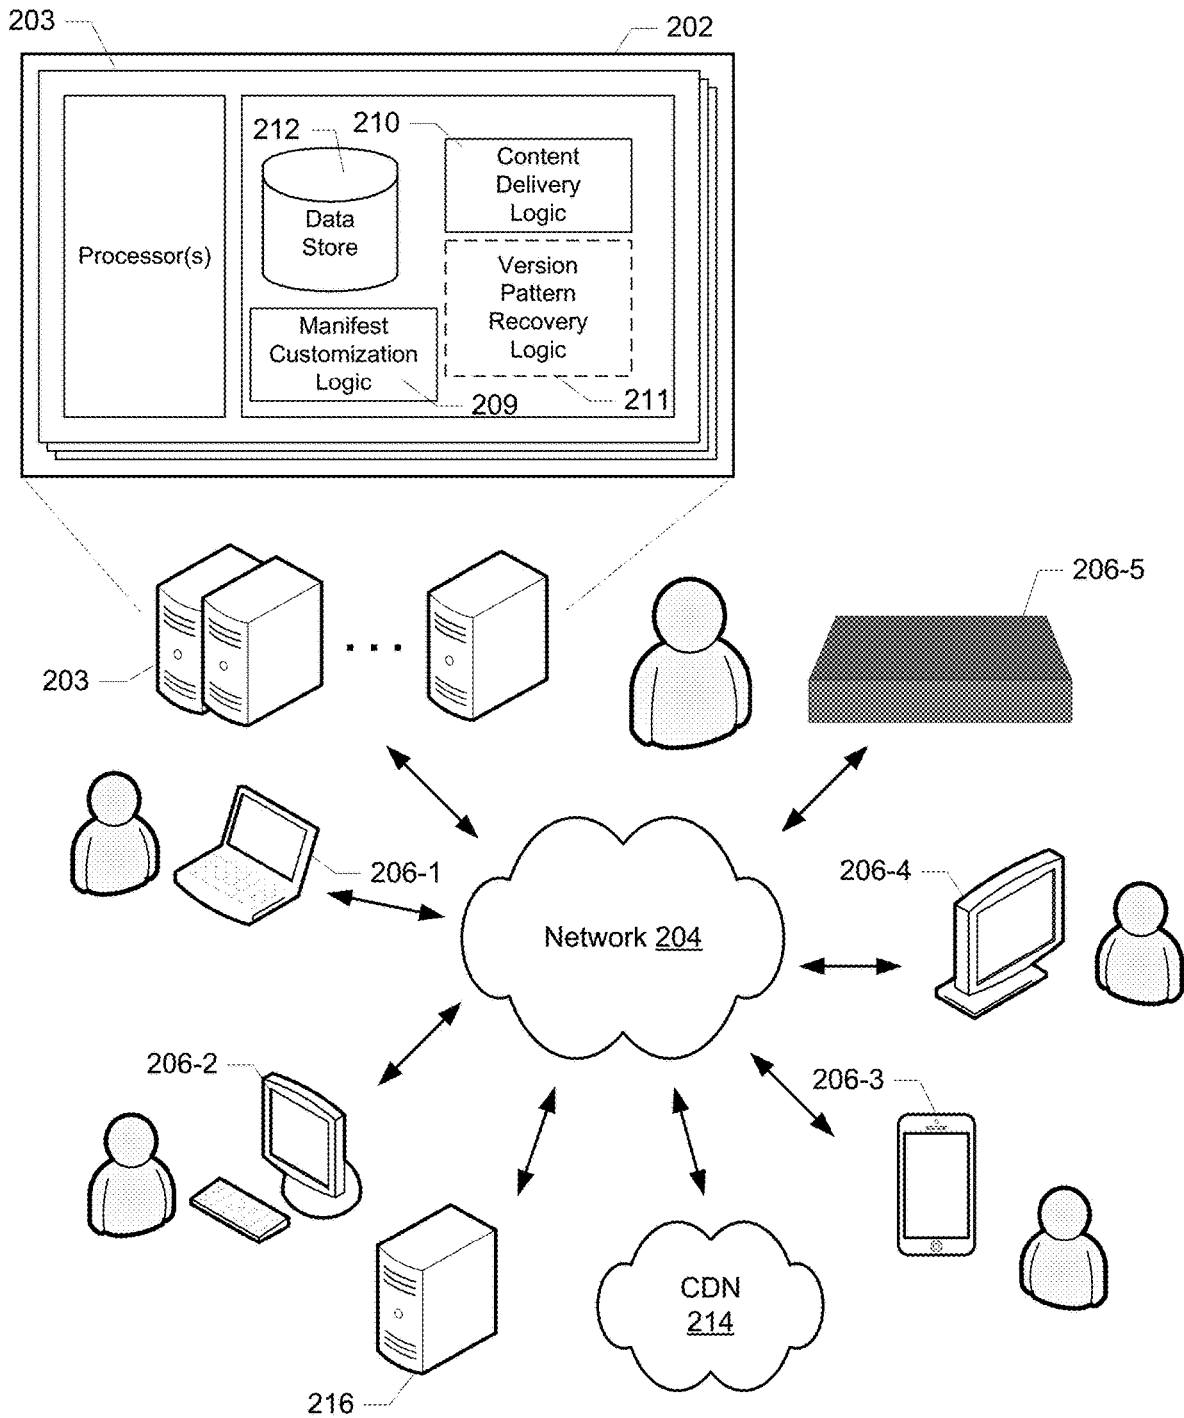 203
202
212
210
Content
Delivery
Logic
Data
Store
Processor(s)
Version
Pattern
Recovery
Logic
Manifest
Customization
Logic
209
211
203
206-5
206-1
206-4
Network 204
206-2
206-3
CDN
214
216